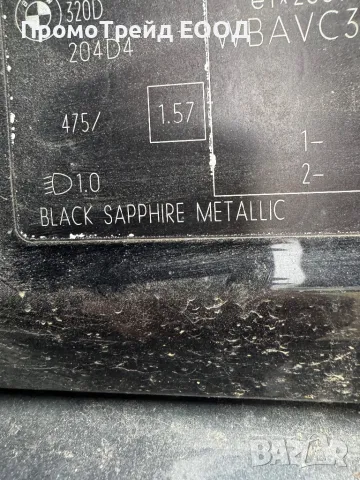 ПромоТрейд ЕООД
320D
204D4
WBAVC3
475/
1.57
1-
1.0
2-
BLACK SAPPHIRE METALLIC
BAZAR